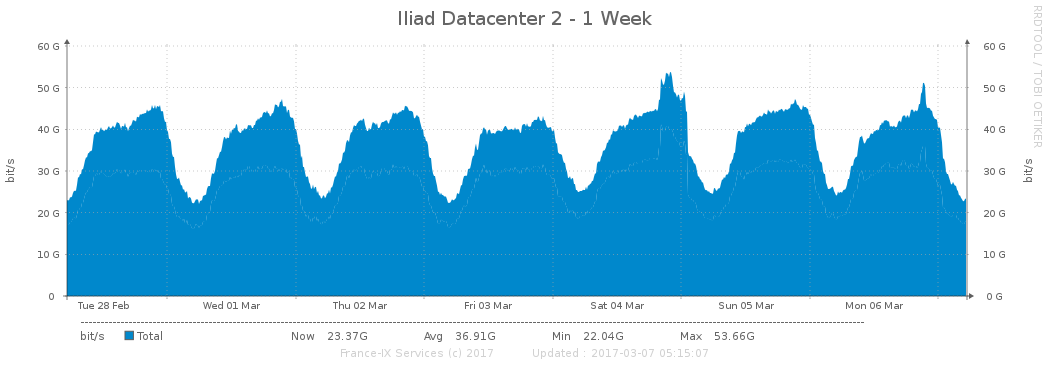 Iliad Datacenter 2 - 1 Week
RRDTOOL / TOBI OETIKER
60 G 60 G
50 G 50 G
40 G 40 G
30 G 30 G
20 G 20 G
10 G 10 G
0 0 G
bit/s bit/s
Tue 28 Feb Wed 01 Mar Thu 02 Mar Fri 03 Mar Sat 04 Mar Sun 05 Mar Mon 06 Mar
bit/s Total Now 23.37G Avg 36.91G Min 22.04G Max 53.66G
France-IX Services (c) 2017 Updated : 2017-03-07 05:15:07